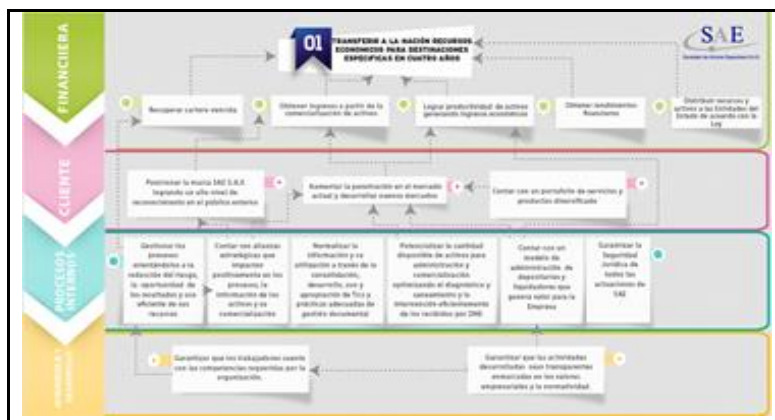 FINANCIERA
01
TRANSFERIR A LA NACIÓN RECURSOS
ECONOMICOS PARA DESTINACIONES
ESPECIFICAS EN CUATRO AÑOS
SAE
Recuperar cartera vencida
Obtener ingresos a partir de la
comercialización de activos
Lograr productividad de activos
generando ingresos económicos
Obtener rendimientos
financieros
Distribuir recursos y
activos a las Entidades del
Estado de acuerdo con la
Ley
CLIENTE
Posicionar la marca SAE S.A.S
logrando un alto nivel de
reconocimiento en el público externo
Aumentar la penetración en el mercado
actual y desarrollar nuevos mercados
Contar con un portafolio de servicios y
productos diversificado
PROCESOS
INTERNOS
Gestionar los
procesos
orientándolos a la
reducción del riesgo,
la oportunidad de
los resultados y uso
eficiente de sus
recursos
Contar con alianzas
estratégicas que
impacten
positivamente en los
procesos, la
información de los
activos y su
comercialización
Normalizar la
información y su
utilización a través de la
consolidación,
desarrollo, uso y
apropiación de Tics y
prácticas adecuadas de
gestión documental
Potencializar la cantidad
disponible de activos para
administración y
comercialización
optimizando el diagnóstico y
saneamiento y la
intervención eficientemente
de los recibidos por DNE
Contar con un
modelo de
administración de
depositarios y
liquidadores que
genere valor para la
Empresa
Garantizar la
Seguridad
Jurídica de
todas las
actuaciones de
SAE
Garantizar que los trabajadores cuenten
con las competencias requeridas por la
organización.
Garantizar que las actividades
desarrolladas sean transparentes
enmarcadas en los valores
empresariales y la normatividad.